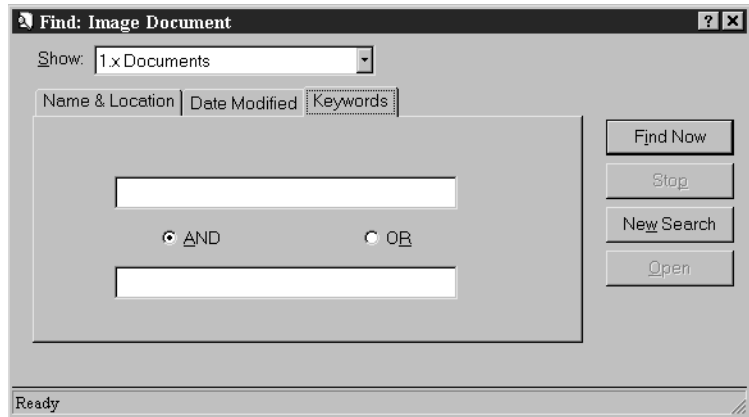 Find: Image Document
Show: 1.x Documents
Name & Location Date Modified Keywords
Find Now
Stop
AND OR
New Search
Open
Ready